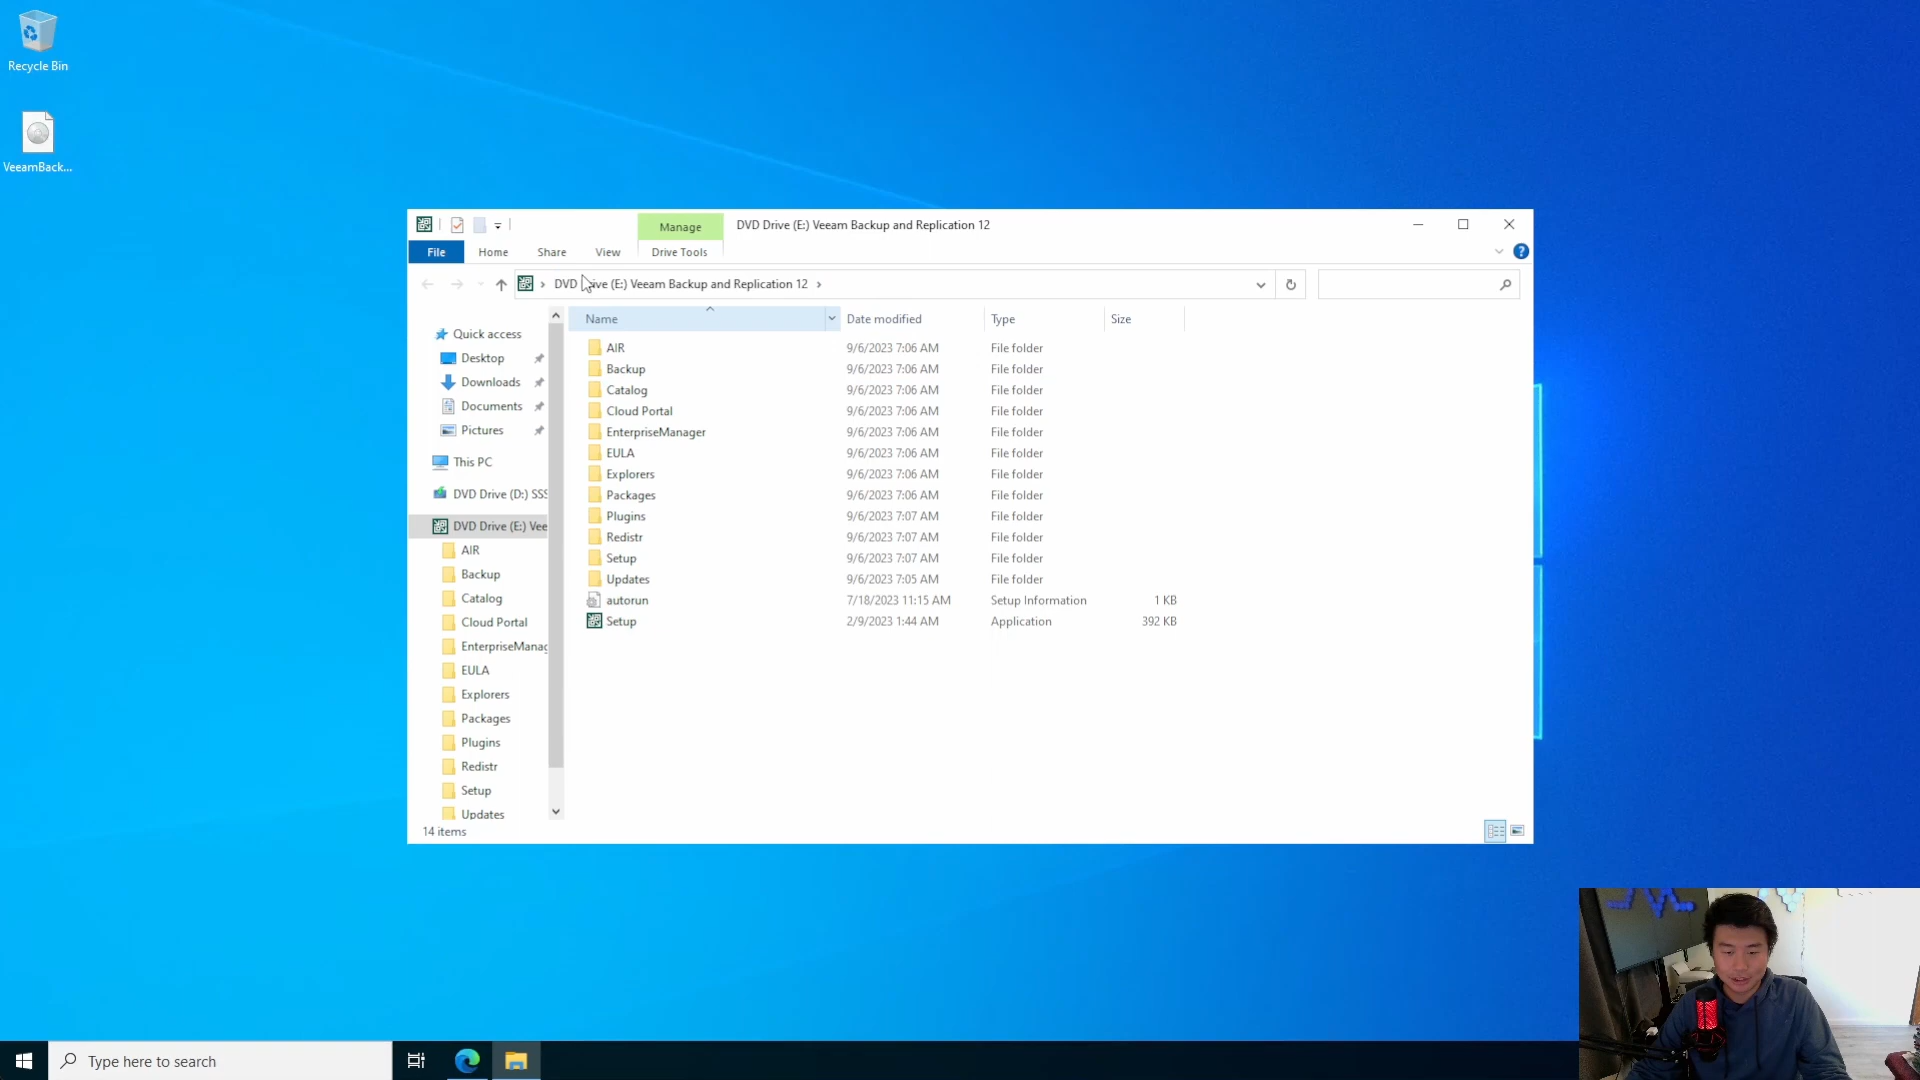 Recycle Bin
VeeamBack...
Manage
DVD Drive (E:) Veeam Backup and Replication 12
File
Home
Share
View
Drive Tools
DVD Drive (E:) Veeam Backup and Replication 12
Name
Date modified
Type
Size
Quick access
Desktop
Downloads
Documents
Pictures
This PC
DVD Drive (D:) SSS
DVD Drive (E:) Vee
AIR
Backup
Catalog
Cloud Portal
EnterpriseManag
EULA
Explorers
Packages
Plugins
Redistr
Setup
Updates
AIR 9/6/2023 7:06 AM File folder
Backup 9/6/2023 7:06 AM File folder
Catalog 9/6/2023 7:06 AM File folder
Cloud Portal 9/6/2023 7:06 AM File folder
EnterpriseManager 9/6/2023 7:06 AM File folder
EULA 9/6/2023 7:06 AM File folder
Explorers 9/6/2023 7:06 AM File folder
Packages 9/6/2023 7:06 AM File folder
Plugins 9/6/2023 7:07 AM File folder
Redistr 9/6/2023 7:07 AM File folder
Setup 9/6/2023 7:07 AM File folder
Updates 9/6/2023 7:05 AM File folder
autorun 7/18/2023 11:15 AM Setup Information 1 KB
Setup 2/9/2023 1:44 AM Application 392 KB
14 items
Type here to search